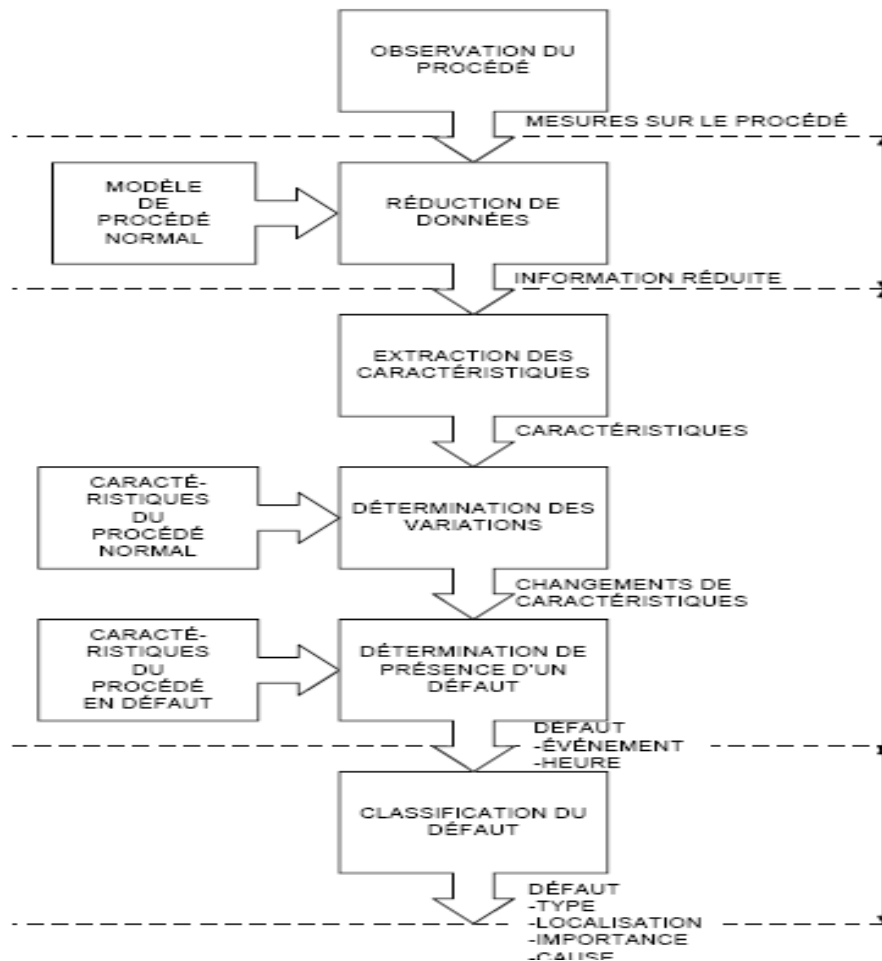 OBSERVATION DU
PROCÉDÉ
MESURES SUR LE PROCÉDÉ
MODÈLE
DE
PROCÉDÉ
NORMAL
RÉDUCTION DE
DONNÉES
INFORMATION RÉDUITE
EXTRACTION DES
CARACTÉRISTIQUES
CARACTÉRISTIQUES
CARACTÉ-
RISTIQUES
DU
PROCÉDÉ
NORMAL
DÉTERMINATION DES
VARIATIONS
CHANGEMENTS DE
CARACTÉRISTIQUES
CARACTÉ-
RISTIQUES
DU
PROCÉDÉ
EN DÉFAUT
DÉTERMINATION DE
PRÉSENCE D'UN
DÉFAUT
DÉFAUT
-ÉVÉNEMENT
-HEURE
CLASSIFICATION DU
DÉFAUT
DÉFAUT
-TYPE
-LOCALISATION
-IMPORTANCE
-CAUSE